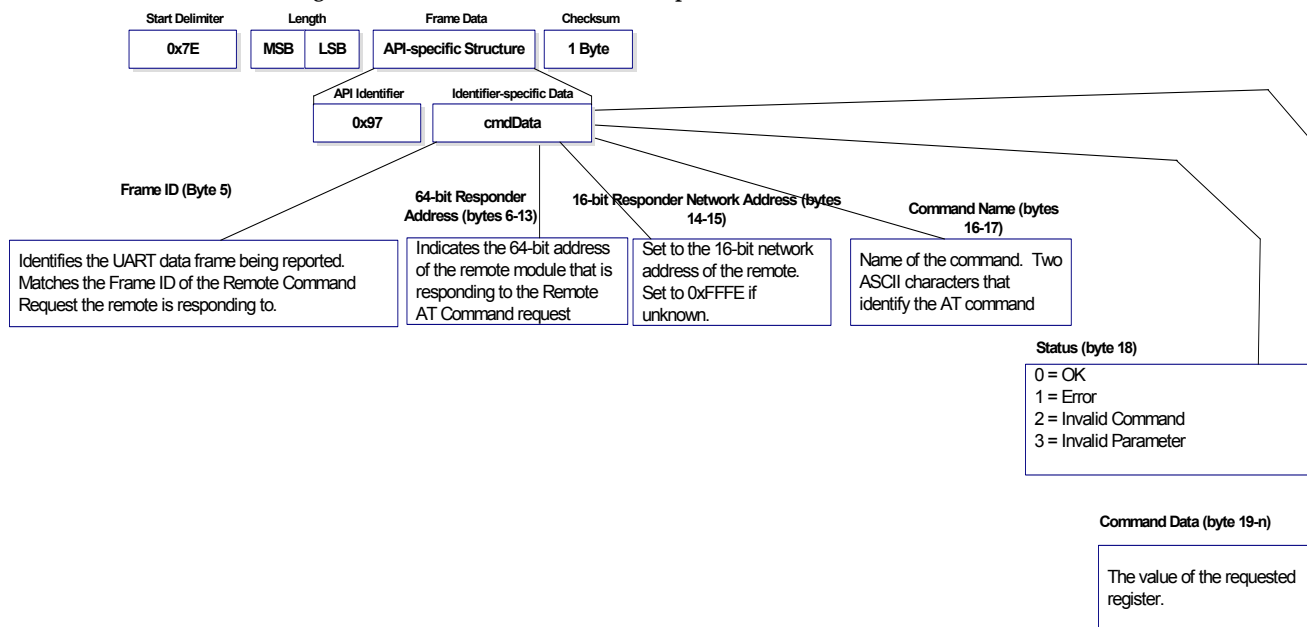 Start Delimiter Length Frame Data Checksum
0x7E MSB LSB API-specific Structure 1 Byte
API Identifier Identifier-specific Data
0x97 cmdData
Frame ID (Byte 5)
Identifies the UART data frame being reported.
Matches the Frame ID of the Remote Command
Request the remote is responding to.
64-bit Responder
Address (bytes 6-13)
Indicates the 64-bit address
of the remote module that is
responding to the Remote
AT Command request
16-bit Responder Network Address (bytes
14-15)
Set to the 16-bit network
address of the remote.
Set to 0xFFFE if
unknown.
Command Name (bytes
16-17)
Name of the command. Two
ASCII characters that
identify the AT command
Status (byte 18)
0 = OK
1 = Error
2 = Invalid Command
3 = Invalid Parameter
Command Data (byte 19-n)
The value of the requested
register.